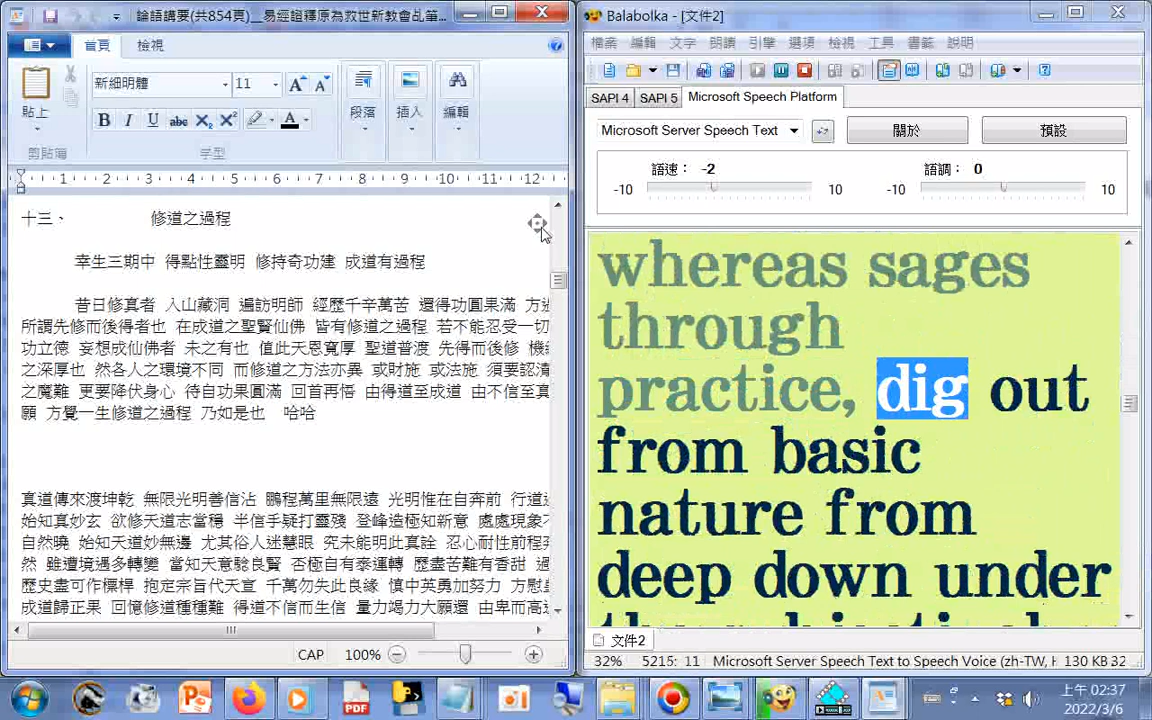 論語講要(共854頁)__易經證釋原為救世新教會乩筆...
首頁
檢視
新細明體
11
貼上
B I U abc X₂ X² A
段落
插入
編輯
剪貼簿
字型
1 2 3 4 5 6 7 8 9 10 11 12
十三、 修道之過程
幸生三期中 得點性靈明 修持奇功建 成道有過程
昔日修真者 入山藏洞 遍訪明師 經歷千辛萬苦 還得功圓果滿 方
所謂先修而後得者也 在成道之聖賢仙佛 皆有修道之過程 若不能忍受一切
功立德 妄想成仙佛者 未之有也 值此天恩寬厚 聖道普渡 先得而後修 機
之深厚也 然各人之環境不同 而修道之方法亦異 或財施 或法施 須要認清
之魔難 更要降伏身心 待自功果圓滿 回首再悟 由得道至成道 由不信至真
願 方覺一生修道之過程 乃如是也 哈哈
真道傳來渡坤乾 無限光明善信沾 鵬程萬里無限遠 光明惟在自奔前 行道
始知真妙玄 欲修天道志當穩 半信半疑打靈殘 登峰造極知新意 處處現象
自然曉 始知天道妙無邊 尤其俗人迷慧眼 究未能明此真詮 忍心耐性前程
然 雖遭境遇多轉變 當知天意驗良賢 否極自有泰運轉 歷盡苦難有香甜 過
歷史盡可作標桿 抱定宗旨代天宣 千萬勿失此良緣 慎中英勇加努力 方慰
成道歸正果 回憶修道種種難 得道不信而生信 量力竭力大願還 由卑而高
CAP 100%
Balabolka - [文件2]
檔案 編輯 文字 朗讀 引擎 選項 檢視 工具 書籤 說明
SAPI 4 SAPI 5 Microsoft Speech Platform
Microsoft Server Speech Text 關於 預設
語速： -2 語調： 0
-10 10 -10 10
whereas sages
through
practice, dig out
from basic
nature from
deep down under
文件2
32% 5215: 11 Microsoft Server Speech Text to Speech Voice (zh-TW, H 130 KB 32
上午 02:37
2022/3/6